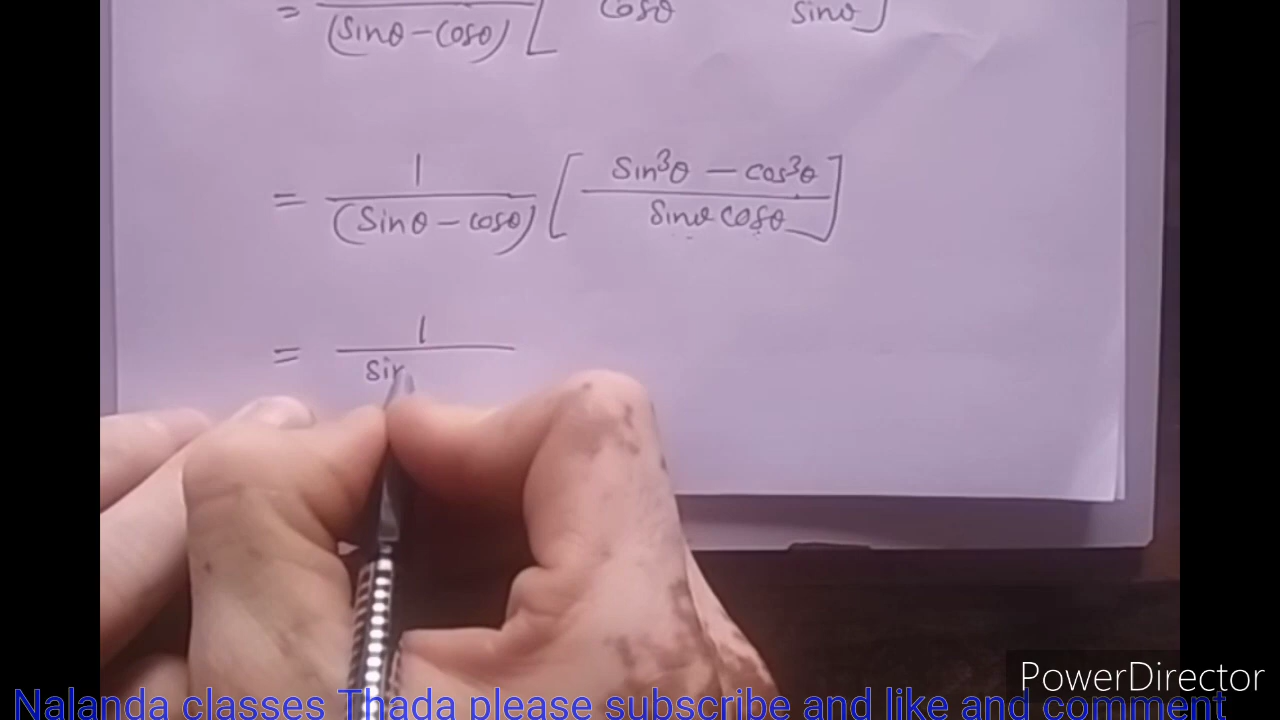 = (sinθ - cosθ) [ cosθ sinθ ]
= 1/(sinθ - cosθ) [ sin³θ - cos³θ / sinθ cosθ ]
= 1/sin
PowerDirector
Nalanda classes Thada please subscribe and like and comment